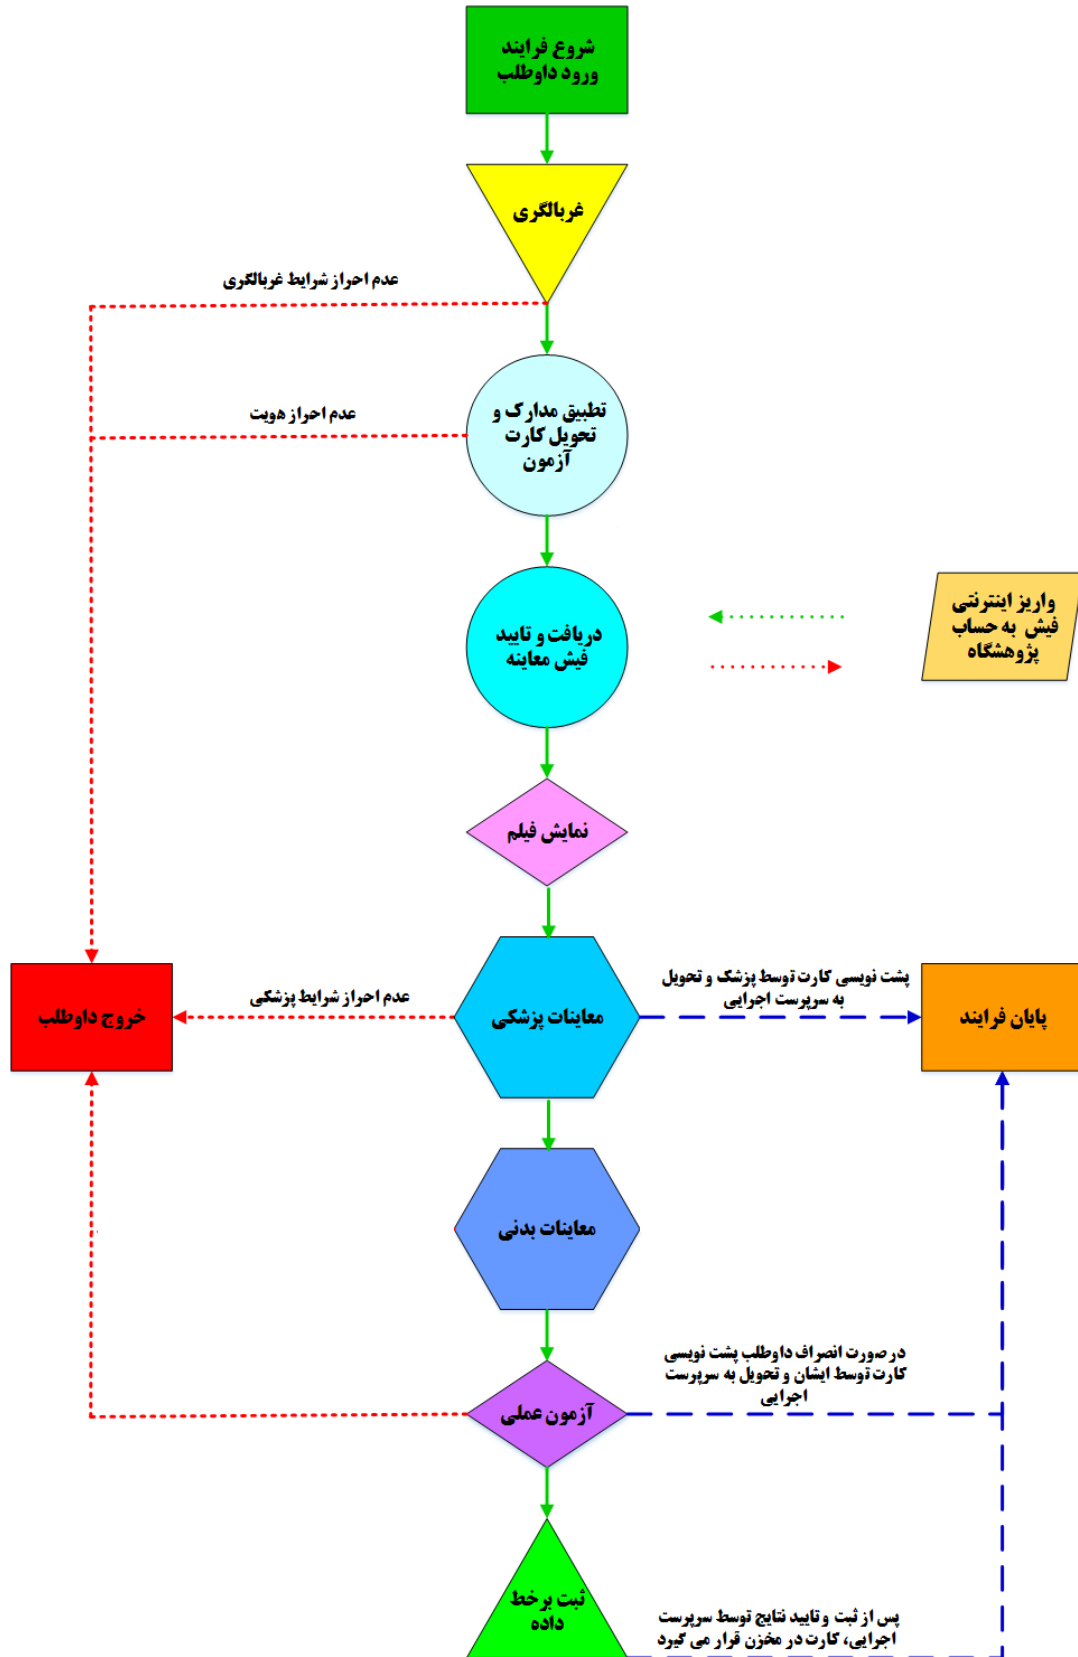 شروع فرایند
ورود داوطلب
غربالگری
عدم احراز شرایط غربالگری
تطبیق مدارک و
تحویل کارت
آزمون
عدم احراز هویت
دریافت و تایید
فیش معاینه
واریز اینترنتی
فیش به حساب
پژوهشگاه
نمایش فیلم
معاینات پزشکی
عدم احراز شرایط پزشکی
خروج داوطلب
پشت نویسی کارت توسط پزشک و تحویل
به سرپرست اجرایی
پایان فرایند
معاینات بدنی
آزمون عملی
در صورت انصراف داوطلب پشت نویسی
کارت توسط ایشان و تحویل به سرپرست
اجرایی
ثبت برخط
داده
پس از ثبت و تایید نتایج توسط سرپرست
اجرایی، کارت در مخزن قرار می گیرد